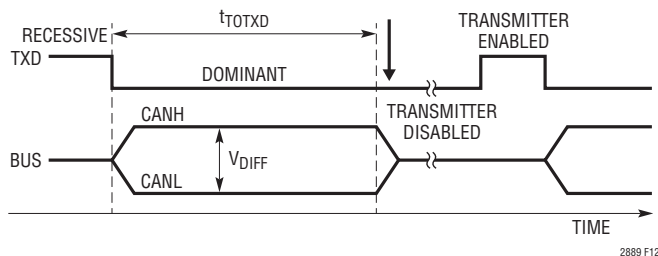 tTOTXD
TRANSMITTER
ENABLED
RECESSIVE
TXD
DOMINANT
TRANSMITTER
DISABLED
CANH
VDIFF
BUS
CANL
TIME
2889 F12